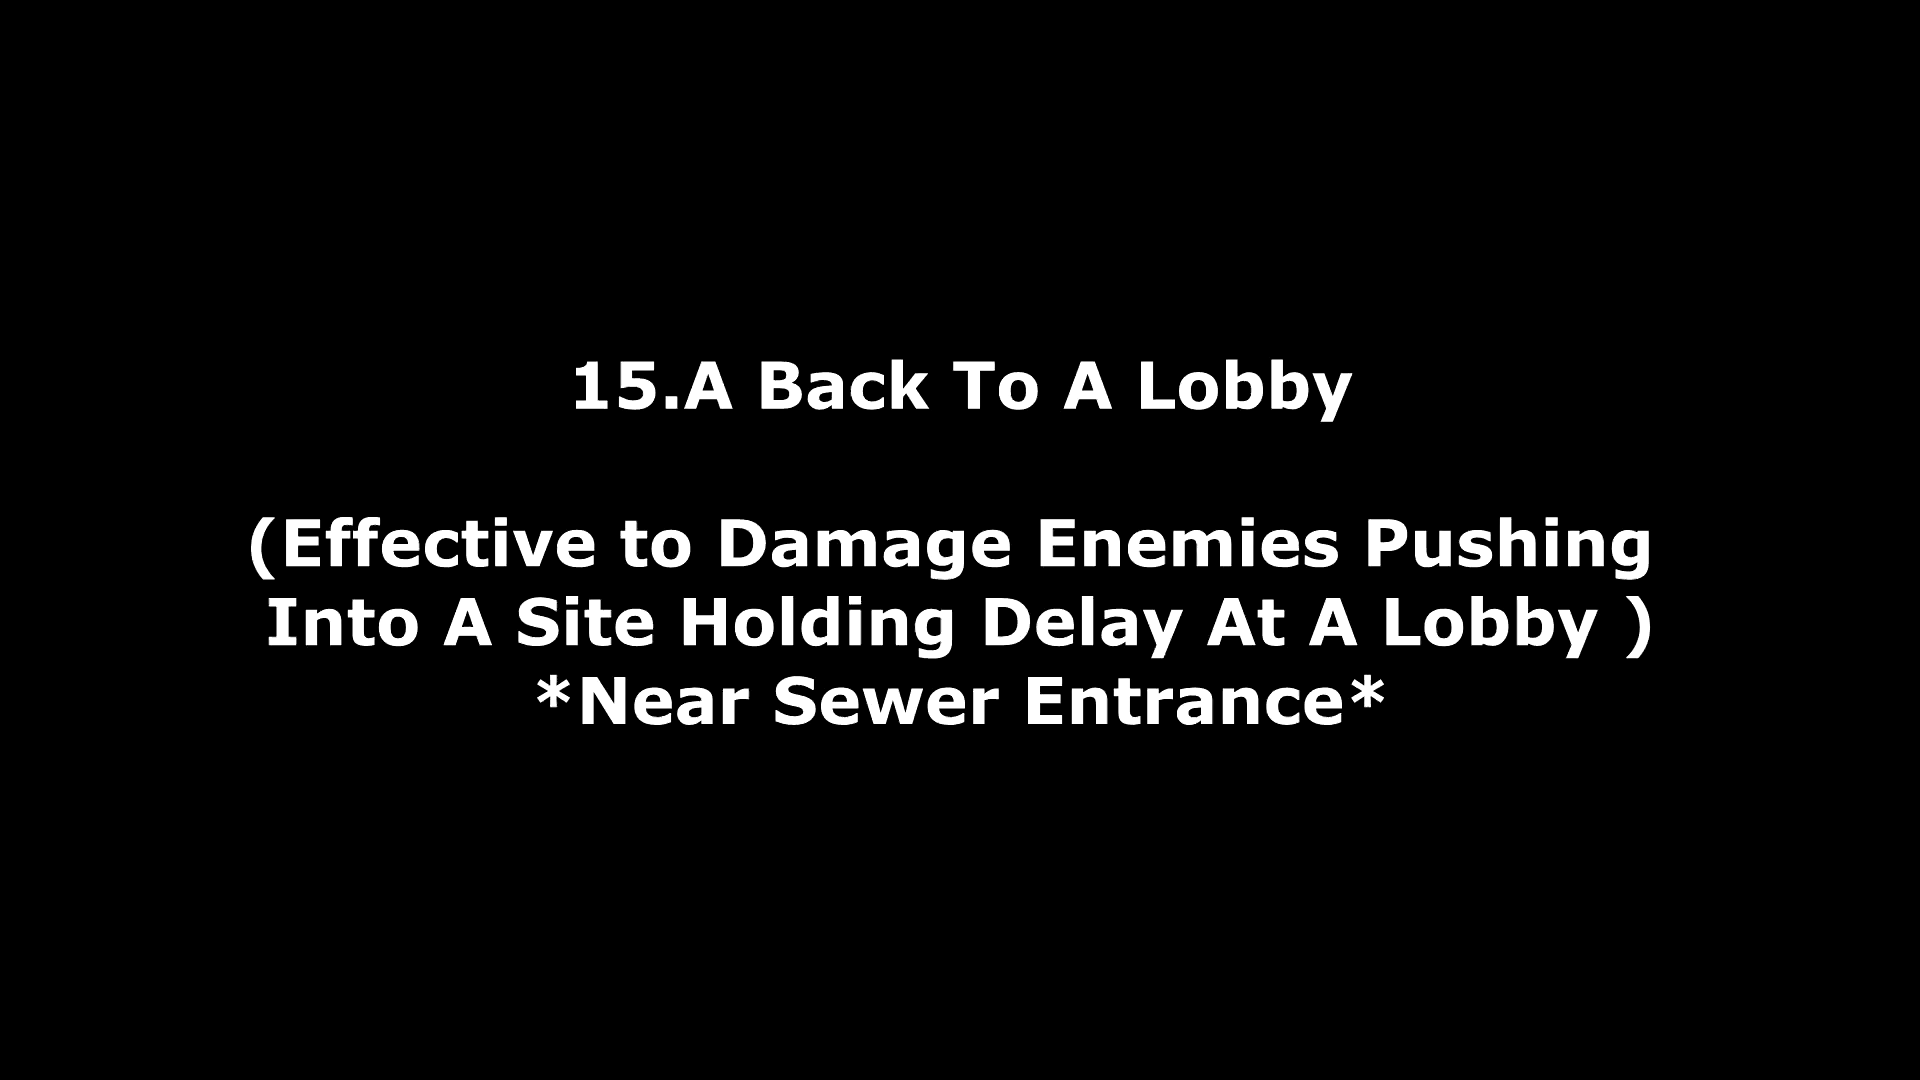 15.A Back To A Lobby
(Effective to Damage Enemies Pushing
Into A Site Holding Delay At A Lobby )
*Near Sewer Entrance*